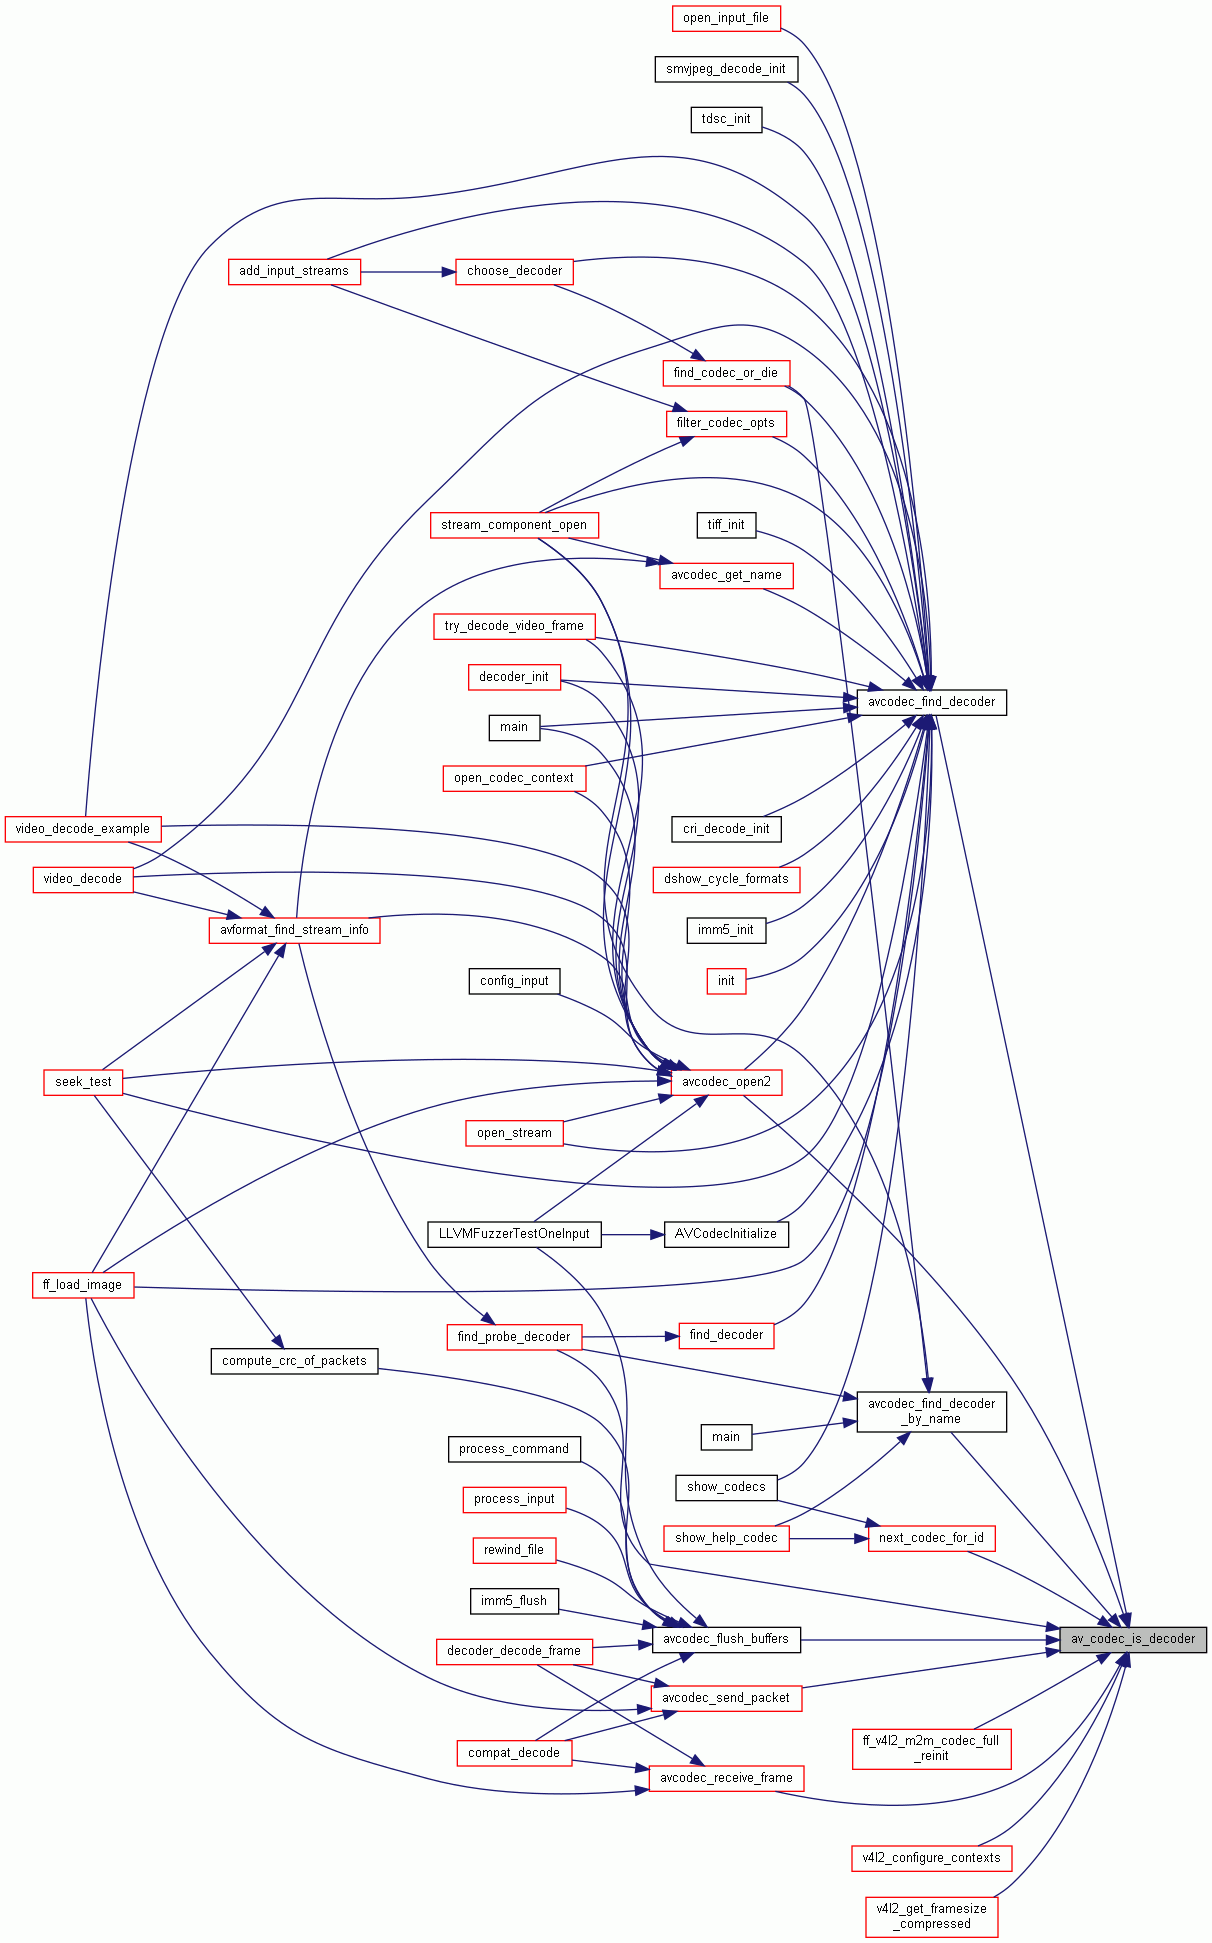 open_input_file
smvjpeg_decode_init
tdsc_init
add_input_streams
choose_decoder
find_codec_or_die
filter_codec_opts
stream_component_open
tiff_init
avcodec_get_name
try_decode_video_frame
decoder_init
avcodec_find_decoder
main
open_codec_context
video_decode_example
cri_decode_init
video_decode
dshow_cycle_formats
avformat_find_stream_info
imm5_init
config_input
init
seek_test
avcodec_open2
open_stream
LLVMFuzzerTestOneInput
AVCodecInitialize
ff_load_image
find_probe_decoder
find_decoder
compute_crc_of_packets
avcodec_find_decoder
_by_name
main
process_command
show_codecs
process_input
show_help_codec
next_codec_for_id
rewind_file
imm5_flush
avcodec_flush_buffers
av_codec_is_decoder
decoder_decode_frame
avcodec_send_packet
ff_v4l2_m2m_codec_full
_reinit
compat_decode
avcodec_receive_frame
v4l2_configure_contexts
v4l2_get_framesize
_compressed